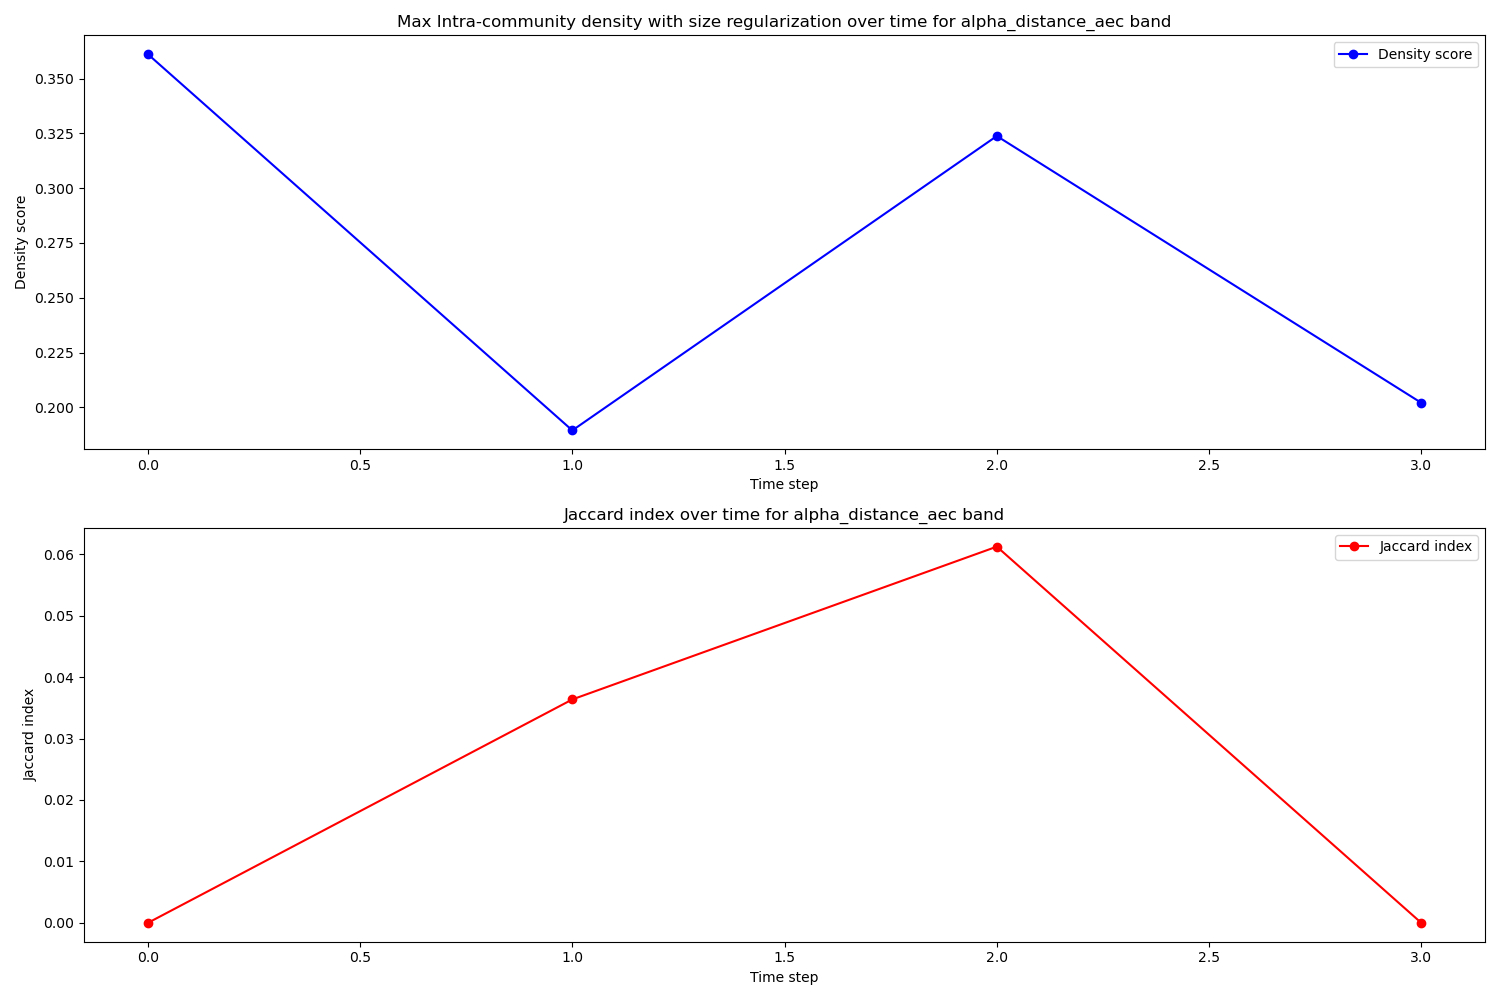 Max Intra-community density with size regularization over time for alpha_distance_aec band
Density score
0.350
0.325
0.300
0.275
0.250
0.225
0.200
Density score
0.0 0.5 1.0 1.5 2.0 2.5 3.0
Time step
Jaccard index over time for alpha_distance_aec band
Jaccard index
0.06
0.05
0.04
0.03
0.02
0.01
0.00
Jaccard index
0.0 0.5 1.0 1.5 2.0 2.5 3.0
Time step